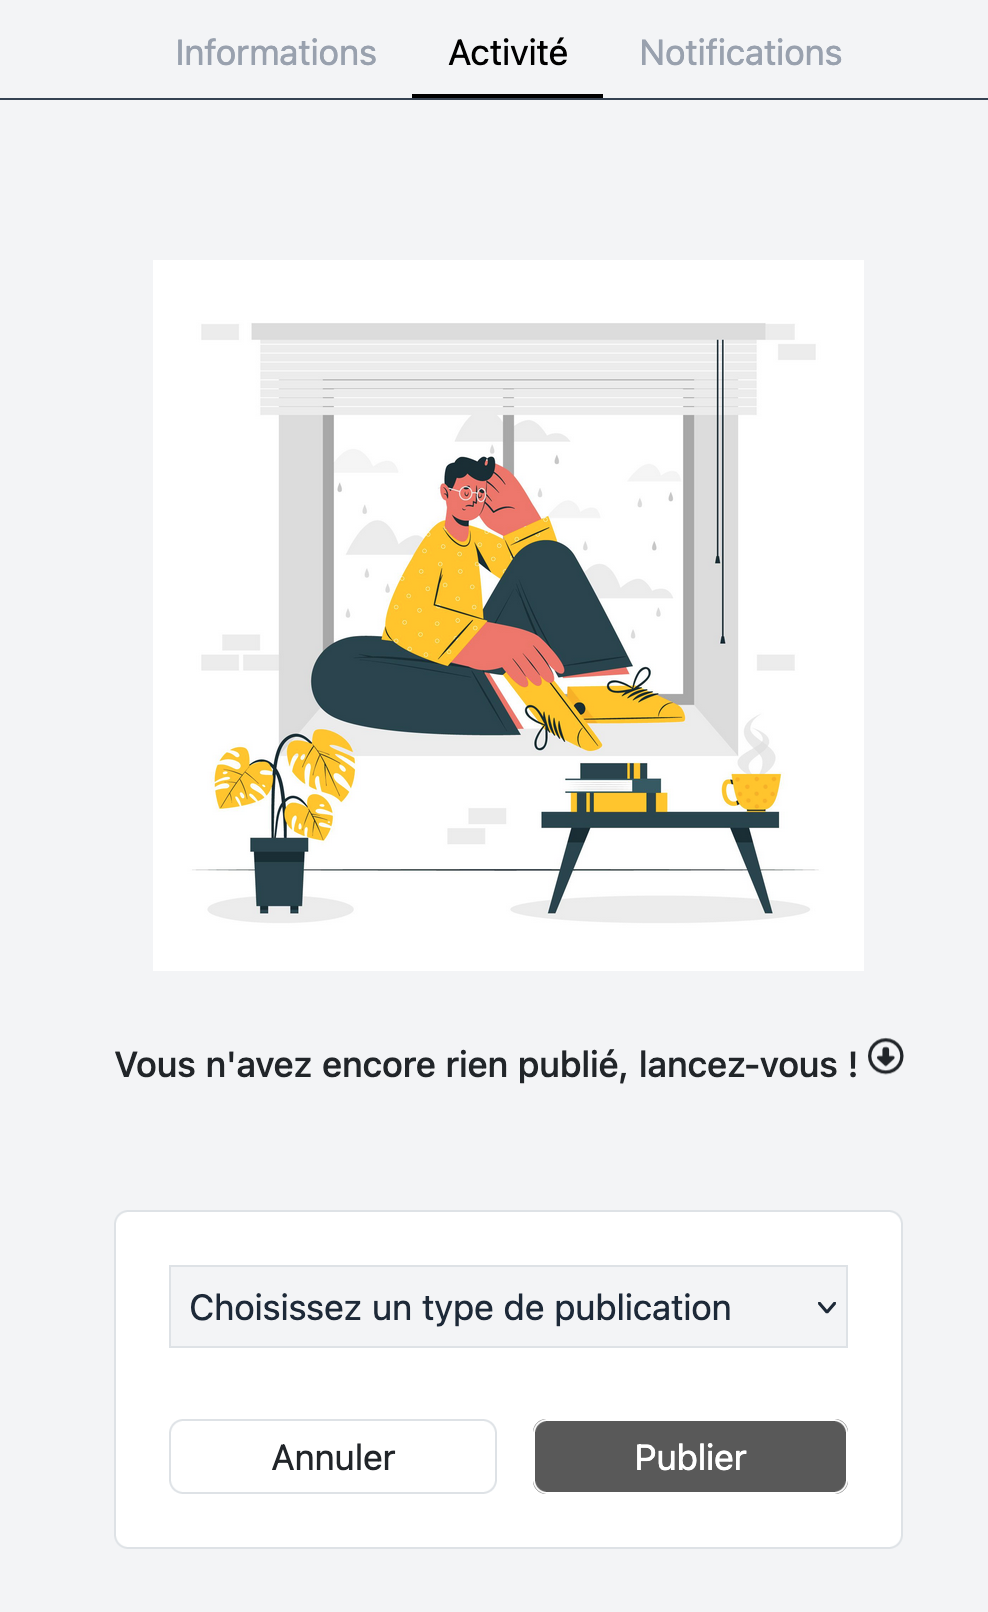 Informations Activité Notifications
Vous n'avez encore rien publié, lancez-vous !
Choisissez un type de publication
Annuler Publier